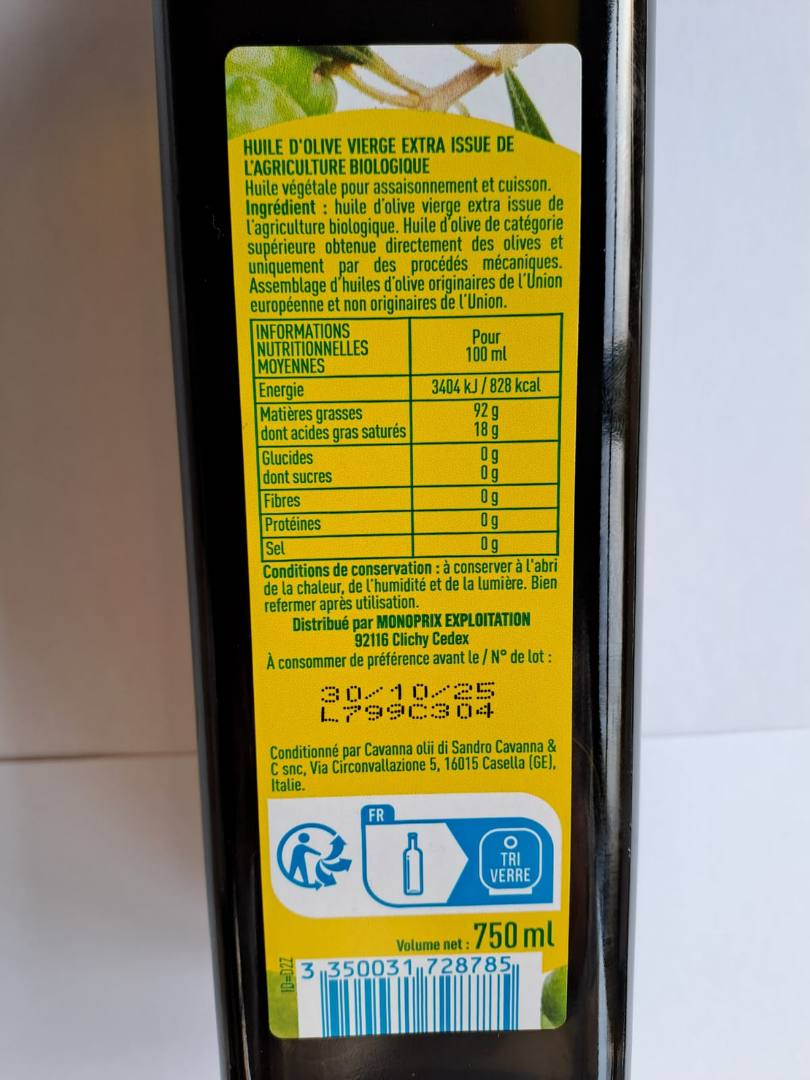 HUILE D'OLIVE VIERGE EXTRA ISSUE DE
L'AGRICULTURE BIOLOGIQUE
Huile végétale pour assaisonnement et cuisson.
Ingrédient : huile d'olive vierge extra issue de
l'agriculture biologique. Huile d'olive de catégorie
supérieure obtenue directement des olives et
uniquement par des procédés mécaniques.
Assemblage d'huiles d'olive originaires de l'Union
européenne et non originaires de l'Union.
INFORMATIONS
NUTRITIONNELLES
MOYENNES
Pour
100 ml
Energie 3404 kJ / 828 kcal
Matières grasses 92 g
dont acides gras saturés 18 g
Glucides 0 g
dont sucres 0 g
Fibres 0 g
Protéines 0 g
Sel 0 g
Conditions de conservation : à conserver à l'abri
de la chaleur, de l'humidité et de la lumière. Bien
refermer après utilisation.
Distribué par MONOPRIX EXPLOITATION
92116 Clichy Cedex
À consommer de préférence avant le / N° de lot :
30/10/25
L799C304
Conditionné par Cavanna olii di Sandro Cavanna &
C snc, Via Circonvallazione 5, 16015 Casella (GE),
Italie.
FR
TRI
VERRE
Volume net : 750 ml
ID=D2Z
3 350031 728785